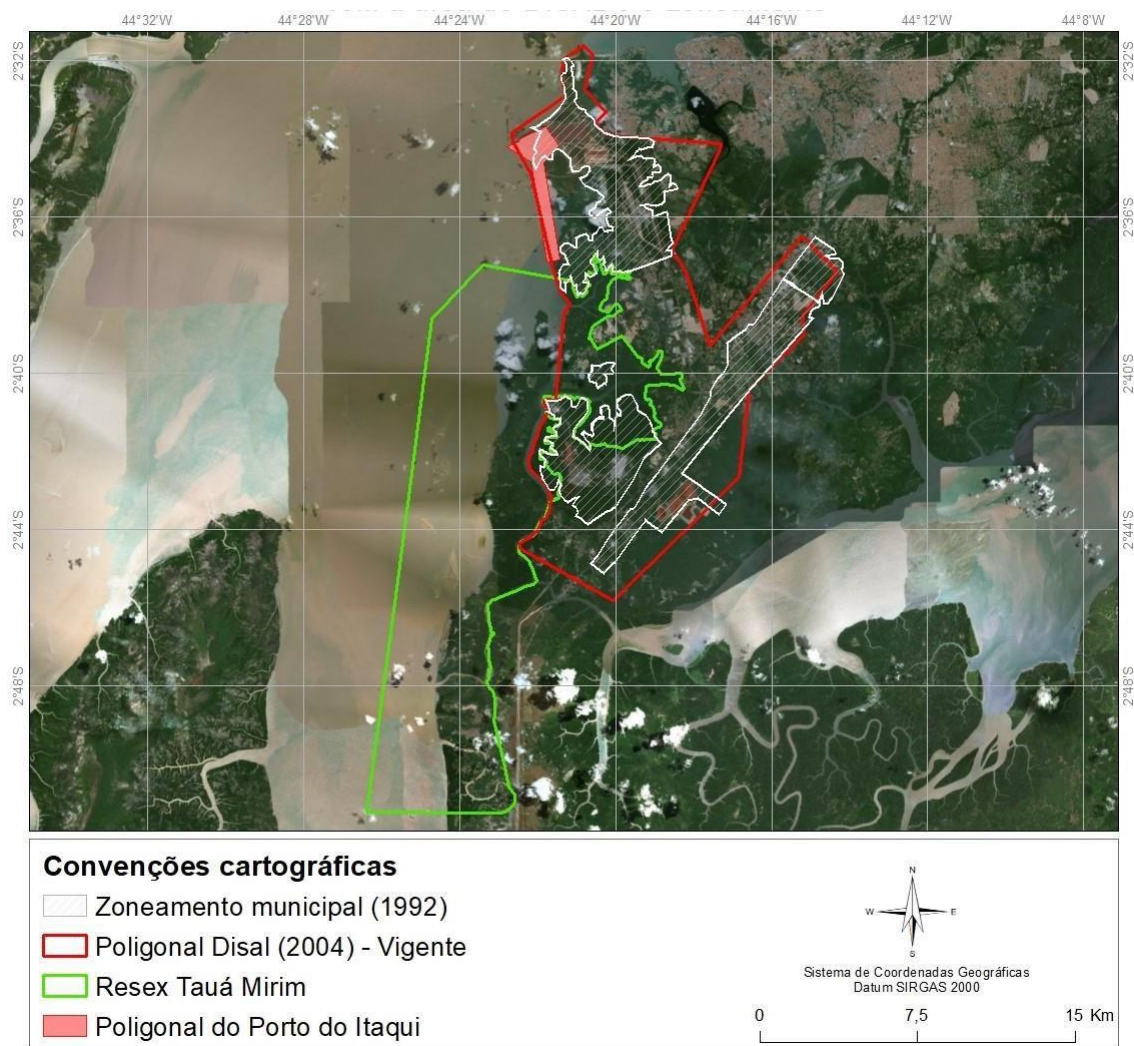 44°32'W 44°28'W 44°24'W 44°20'W 44°16'W 44°12'W 44°8'W
2°32'S 2°32'S
2°36'S 2°36'S
2°40'S 2°40'S
2°44'S 2°44'S
2°48'S 2°48'S
Convenções cartográficas
Zoneamento municipal (1992)
Poligonal Disal (2004) - Vigente
Resex Tauá Mirim
Poligonal do Porto do Itaqui
N
W E
S
Sistema de Coordenadas Geográficas
Datum SIRGAS 2000
0 7,5 15 Km